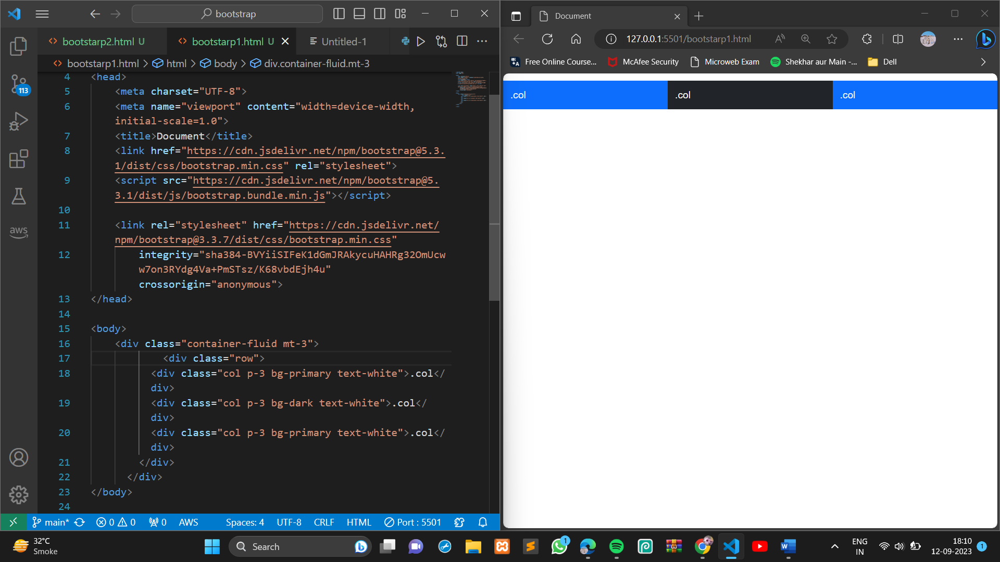 bootstrap
bootstarp2.html U
bootstarp1.html U
Untitled-1
bootstarp1.html > html > body > div.container-fluid.mt-3
4 <head>
5 <meta charset="UTF-8">
6 <meta name="viewport" content="width=device-width,
initial-scale=1.0">
7 <title>Document</title>
8 <link href="https://cdn.jsdelivr.net/npm/bootstrap@5.3.
1/dist/css/bootstrap.min.css" rel="stylesheet">
9 <script src="https://cdn.jsdelivr.net/npm/bootstrap@5.
3.1/dist/js/bootstrap.bundle.min.js"></script>
10
11 <link rel="stylesheet" href="https://cdn.jsdelivr.net/
npm/bootstrap@3.3.7/dist/css/bootstrap.min.css"
12 integrity="sha384-BVYiiSIFeK1dGmJRAkycuHAHRg32OmUcw
w7on3RYdg4Va+PmSTsz/K68vbdEjh4u"
crossorigin="anonymous">
13 </head>
14
15 <body>
16 <div class="container-fluid mt-3">
17 <div class="row">
18 <div class="col p-3 bg-primary text-white">.col</
div>
19 <div class="col p-3 bg-dark text-white">.col</
div>
20 <div class="col p-3 bg-primary text-white">.col</
div>
21 </div>
22 </div>
23 </body>
24
113
aws
main* 0 0 0 AWS Spaces: 4 UTF-8 CRLF HTML Port : 5501
Document
127.0.0.1:5501/bootstarp1.html
Free Online Course... McAfee Security Microweb Exam Shekhar aur Main -... Dell
.col .col .col
32°C
Smoke
Search
1
ENG
IN
18:10
12-09-2023
1